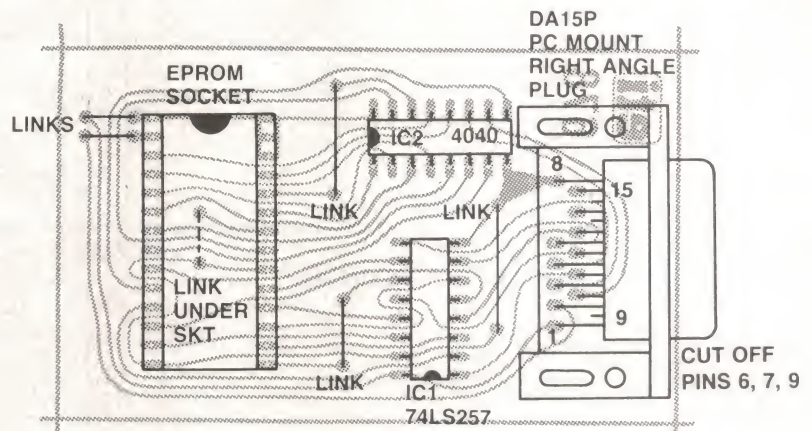 DA15P
PC MOUNT
RIGHT ANGLE
PLUG
EPROM
SOCKET
LINKS
IC2 4040
8
15
LINK
LINK
LINK
UNDER
SKT
9
1
LINK
IC1
74LS257
CUT OFF
PINS 6, 7, 9